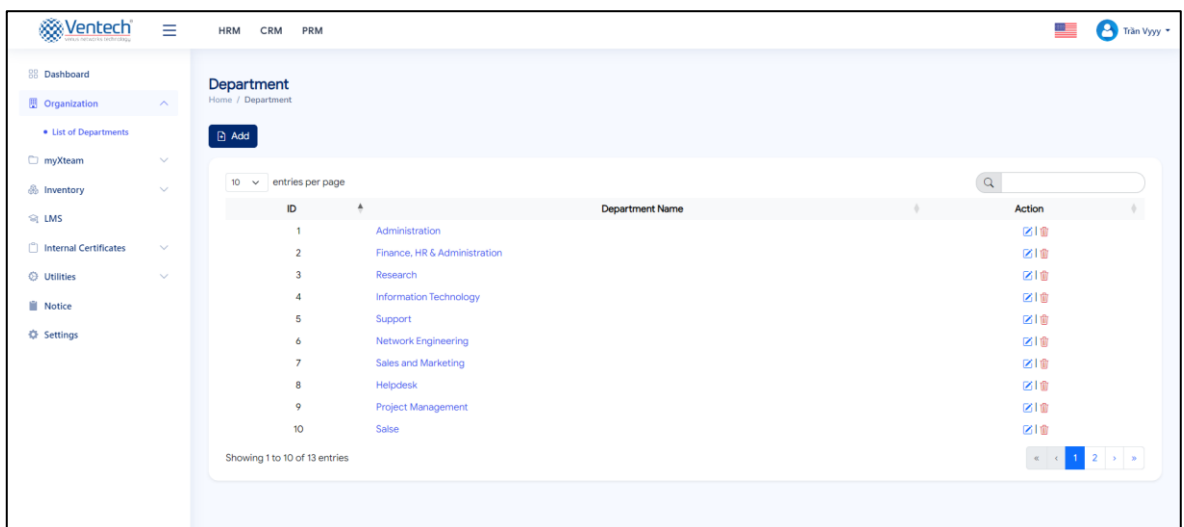 Ventech
HRM CRM PRM
Trần Vyyy
Dashboard
Organization
List of Departments
myXteam
Inventory
LMS
Internal Certificates
Utilities
Notice
Settings
Department
Home / Department
Add
10 entries per page
ID Department Name Action
1 Administration |
2 Finance, HR & Administration |
3 Research |
4 Information Technology |
5 Support |
6 Network Engineering |
7 Sales and Marketing |
8 Helpdesk |
9 Project Management |
10 Salse |
Showing 1 to 10 of 13 entries
« ‹ 1 2 › »